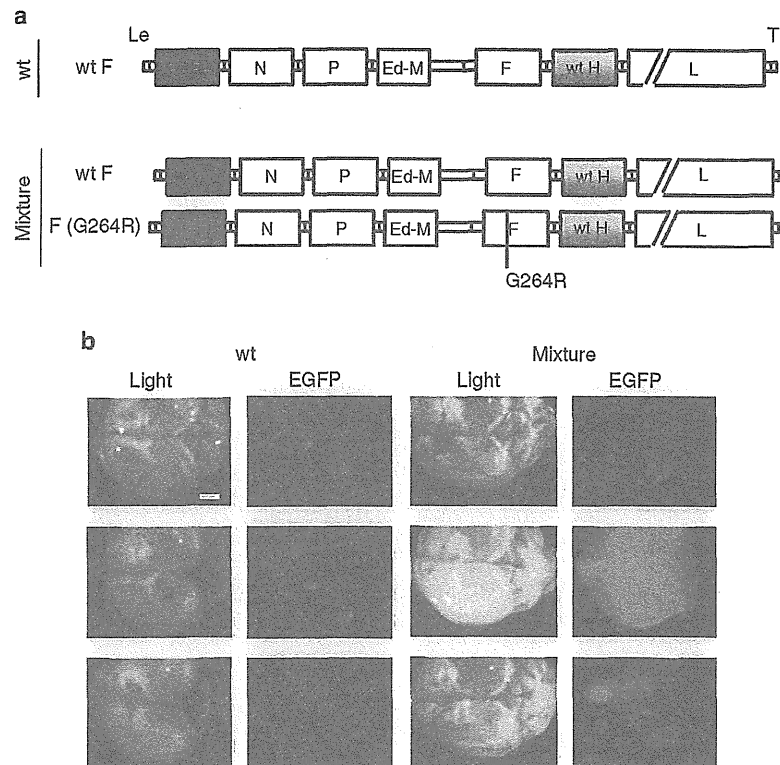 a
Le T
wt wt F N P Ed-M F wt H L
Mixture wt F N P Ed-M F wt H L
F (G264R) N P Ed-M F wt H L
G264R
b
wt Mixture
Light EGFP Light EGFP